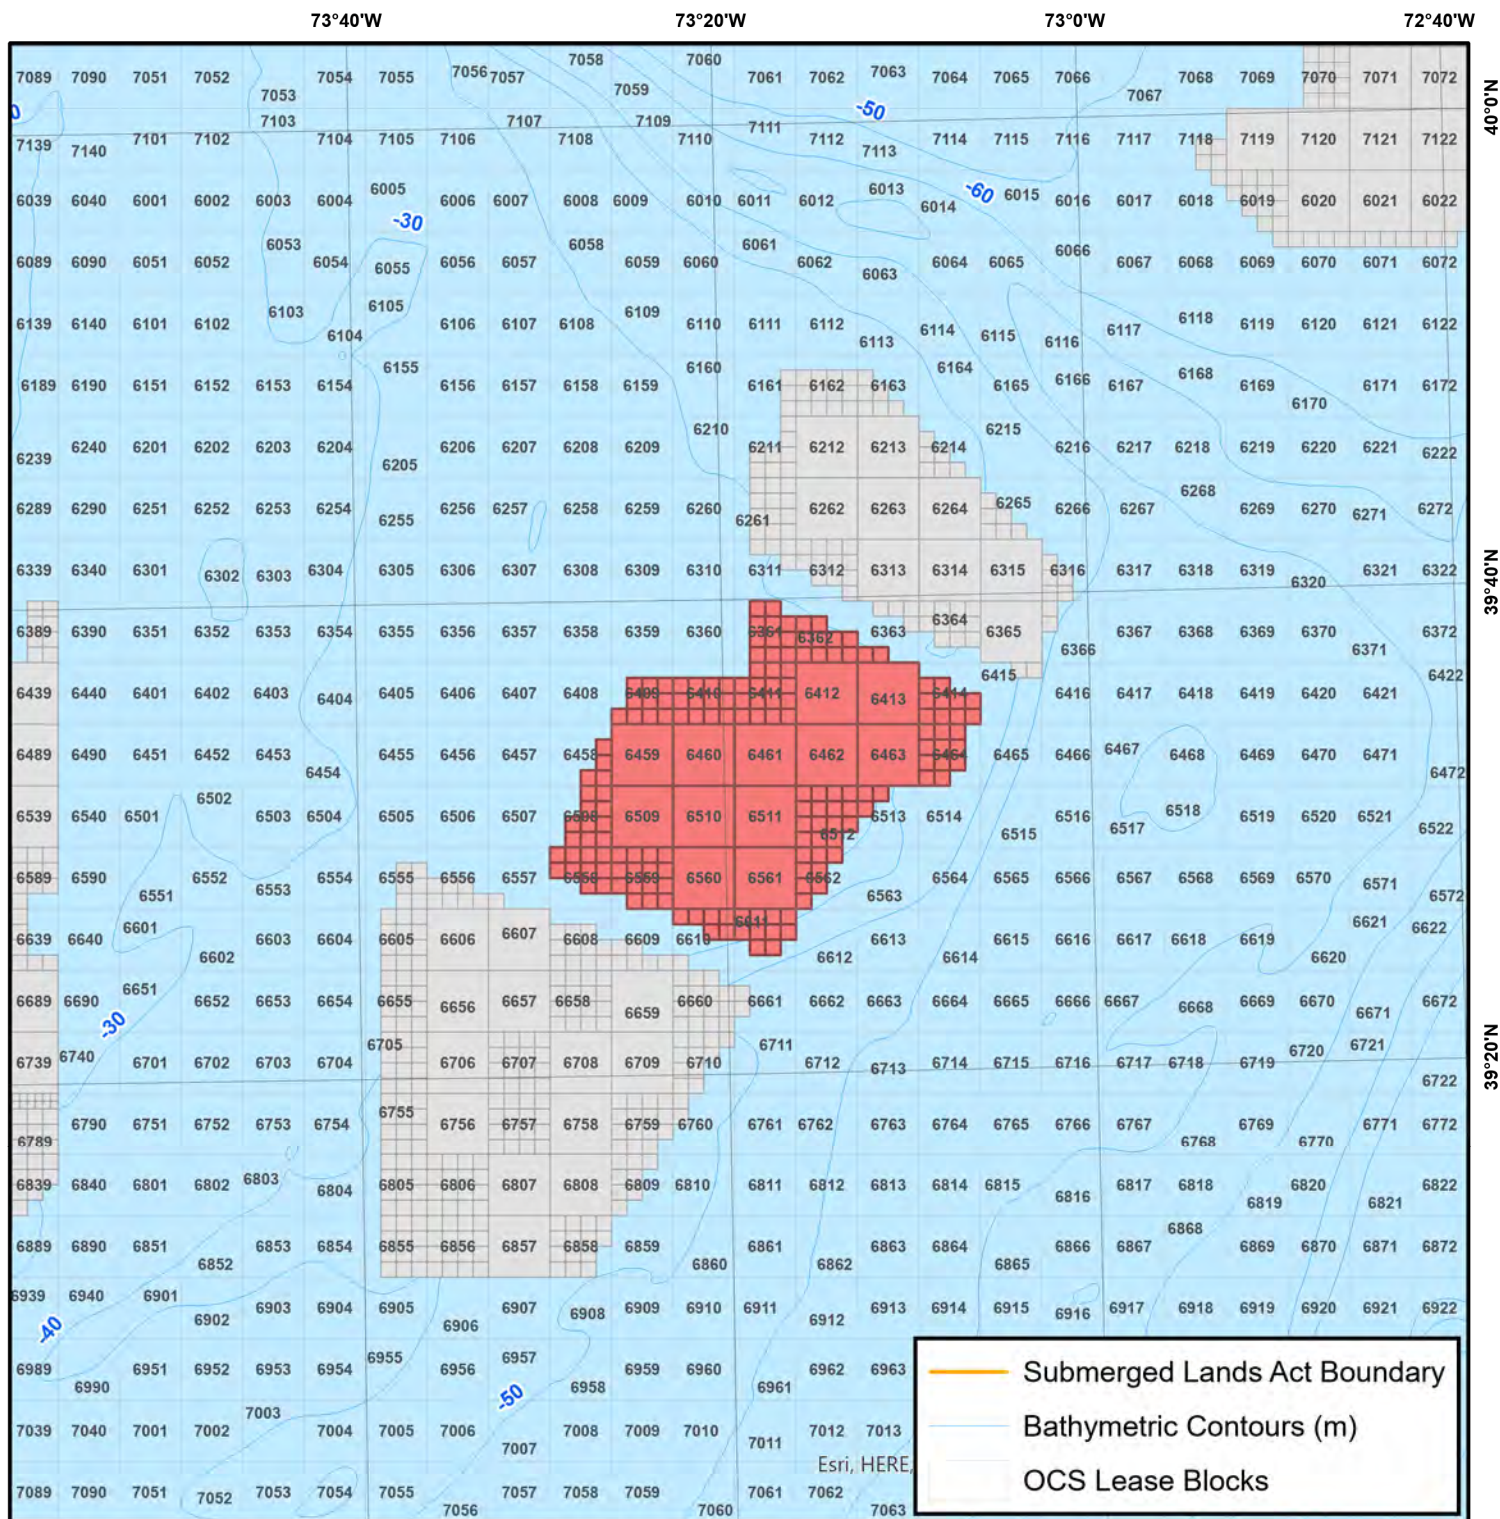 73°40'W 73°20'W 73°0'W 72°40'W
7089 7090 7051 7052 7053 7054 7055 7056 7057 7058 7059 7060 7061 7062 7063 7064 7065 7066 7067 7068 7069 7070 7071 7072
0 -50 40°0'N
7139 7140 7101 7102 7103 7104 7105 7106 7107 7108 7109 7110 7111 7112 7113 7114 7115 7116 7117 7118 7119 7120 7121 7122
6039 6040 6001 6002 6003 6004 6005 6006 6007 6008 6009 6010 6011 6012 6013 6014 -60 6015 6016 6017 6018 6019 6020 6021 6022
-30
6089 6090 6051 6052 6053 6054 6055 6056 6057 6058 6059 6060 6061 6062 6063 6064 6065 6066 6067 6068 6069 6070 6071 6072
6139 6140 6101 6102 6103 6104 6105 6106 6107 6108 6109 6110 6111 6112 6113 6114 6115 6116 6117 6118 6119 6120 6121 6122
6189 6190 6151 6152 6153 6154 6155 6156 6157 6158 6159 6160 6161 6162 6163 6164 6165 6166 6167 6168 6169 6170 6171 6172
6239 6240 6201 6202 6203 6204 6205 6206 6207 6208 6209 6210 6211 6212 6213 6214 6215 6216 6217 6218 6219 6220 6221 6222
6289 6290 6251 6252 6253 6254 6255 6256 6257 6258 6259 6260 6261 6262 6263 6264 6265 6266 6267 6268 6269 6270 6271 6272
6339 6340 6301 6302 6303 6304 6305 6306 6307 6308 6309 6310 6311 6312 6313 6314 6315 6316 6317 6318 6319 6320 6321 6322
39°40'N
6389 6390 6351 6352 6353 6354 6355 6356 6357 6358 6359 6360 6361 6362 6363 6364 6365 6366 6367 6368 6369 6370 6371 6372
6439 6440 6401 6402 6403 6404 6405 6406 6407 6408 6409 6410 6411 6412 6413 6414 6415 6416 6417 6418 6419 6420 6421 6422
6489 6490 6451 6452 6453 6454 6455 6456 6457 6458 6459 6460 6461 6462 6463 6464 6465 6466 6467 6468 6469 6470 6471 6472
6539 6540 6501 6502 6503 6504 6505 6506 6507 6508 6509 6510 6511 6512 6513 6514 6515 6516 6517 6518 6519 6520 6521 6522
6589 6590 6551 6552 6553 6554 6555 6556 6557 6558 6559 6560 6561 6562 6563 6564 6565 6566 6567 6568 6569 6570 6571 6572
6639 6640 6601 6602 6603 6604 6605 6606 6607 6608 6609 6610 6611 6612 6613 6614 6615 6616 6617 6618 6619 6620 6621 6622
6689 6690 6651 6652 6653 6654 6655 6656 6657 6658 6659 6660 6661 6662 6663 6664 6665 6666 6667 6668 6669 6670 6671 6672
-30
6739 6740 6701 6702 6703 6704 6705 6706 6707 6708 6709 6710 6711 6712 6713 6714 6715 6716 6717 6718 6719 6720 6721 6722
39°20'N
6789 6790 6751 6752 6753 6754 6755 6756 6757 6758 6759 6760 6761 6762 6763 6764 6765 6766 6767 6768 6769 6770 6771 6772
6839 6840 6801 6802 6803 6804 6805 6806 6807 6808 6809 6810 6811 6812 6813 6814 6815 6816 6817 6818 6819 6820 6821 6822
6889 6890 6851 6852 6853 6854 6855 6856 6857 6858 6859 6860 6861 6862 6863 6864 6865 6866 6867 6868 6869 6870 6871 6872
6939 6940 6901 6902 6903 6904 6905 6906 6907 6908 6909 6910 6911 6912 6913 6914 6915 6916 6917 6918 6919 6920 6921 6922
-40
6989 6990 6951 6952 6953 6954 6955 6956 6957 6958 6959 6960 6961 6962 6963
-50
7039 7040 7001 7002 7003 7004 7005 7006 7007 7008 7009 7010 7011 7012 7013
7089 7090 7051 7052 7053 7054 7055 7056 7057 7058 7059 7060 7061 7062 7063
Esri, HERE,
Submerged Lands Act Boundary
Bathymetric Contours (m)
OCS Lease Blocks